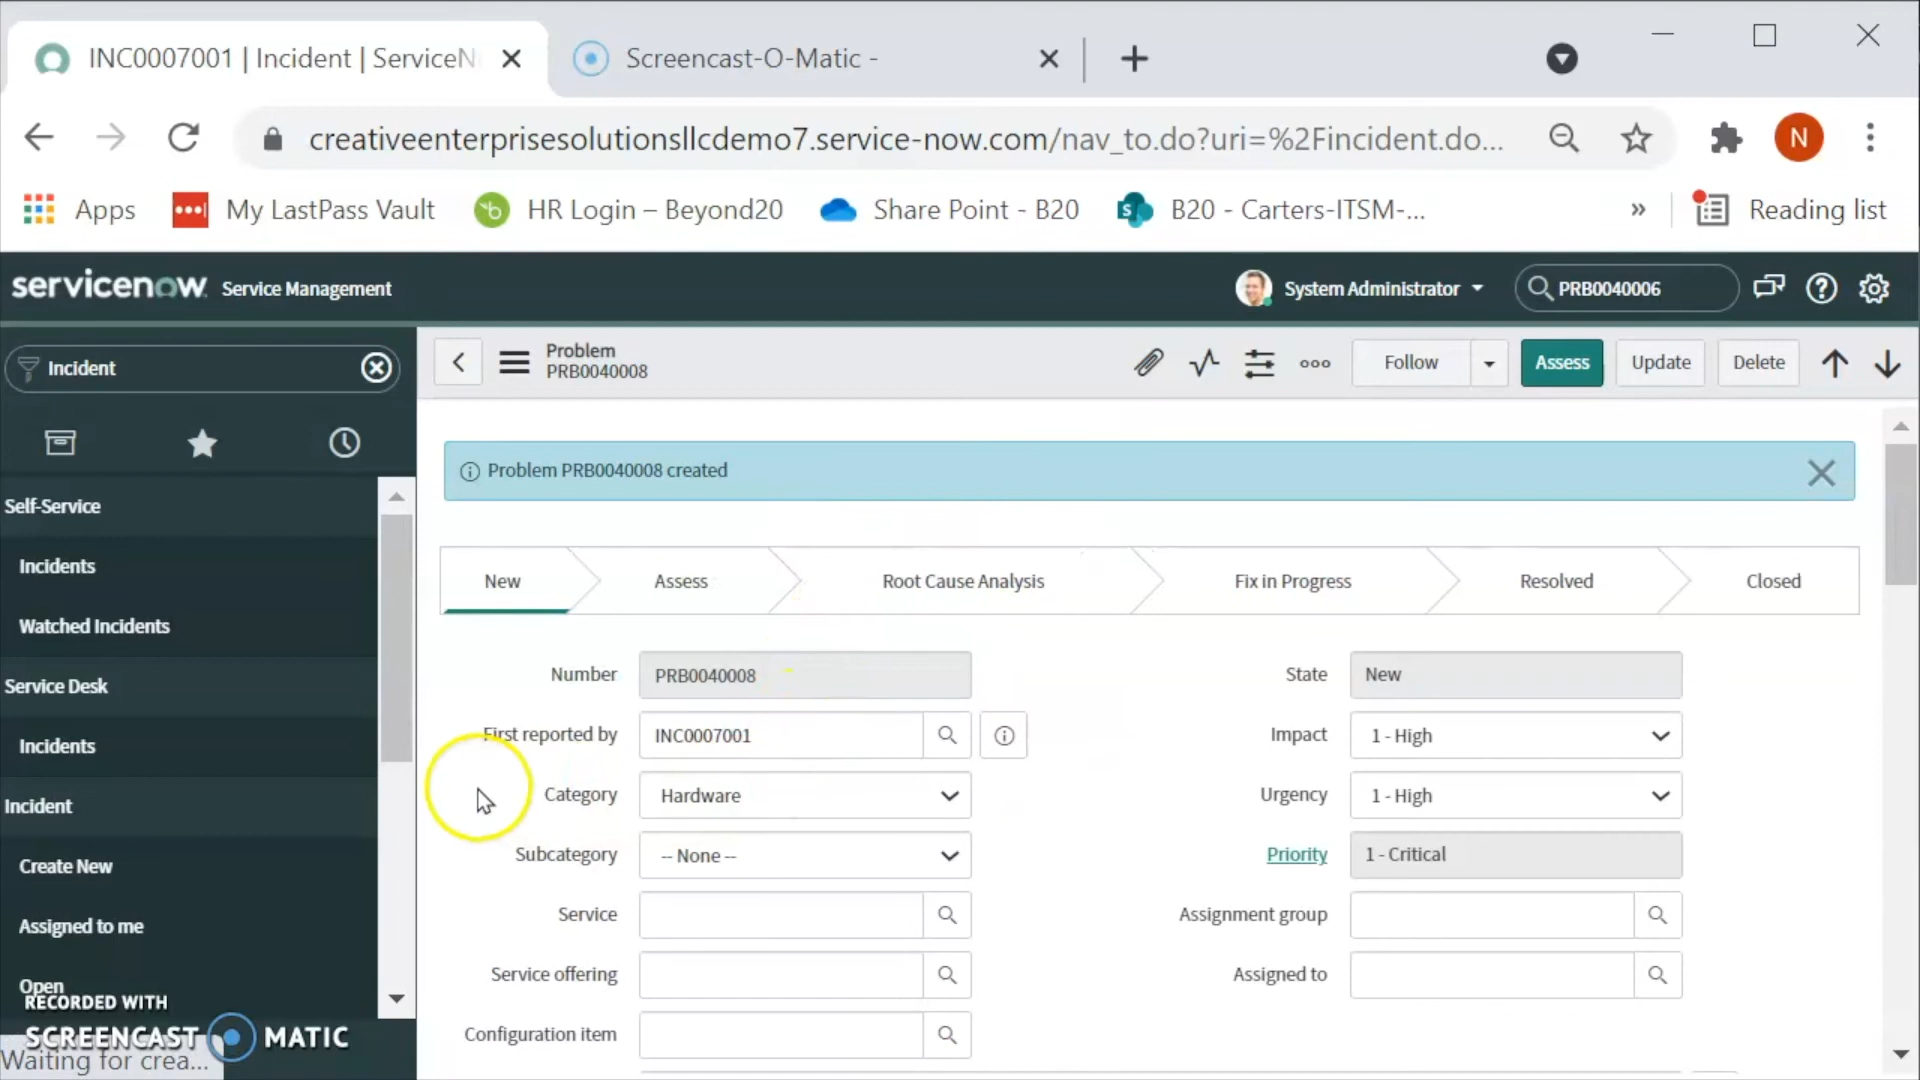 INC0007001 | Incident | ServiceN
Screencast-O-Matic -
creativeenterprisesolutionsllcdemo7.service-now.com/nav_to.do?uri=%2Fincident.do...
N
Apps
My LastPass Vault
HR Login – Beyond20
Share Point - B20
B20 - Carters-ITSM-...
»
Reading list
servicenow Service Management
System Administrator
PRB0040006
Incident
Problem
PRB0040008
Follow
Assess
Update
Delete
Problem PRB0040008 created
New
Assess
Root Cause Analysis
Fix in Progress
Resolved
Closed
Self-Service
Incidents
Watched Incidents
Service Desk
Incidents
Incident
Create New
Assigned to me
Open
Number PRB0040008
First reported by INC0007001
Category Hardware
Subcategory -- None --
Service
Service offering
Configuration item
State New
Impact 1 - High
Urgency 1 - High
Priority 1 - Critical
Assignment group
Assigned to
RECORDED WITH
SCREENCAST MATIC
Waiting for crea...